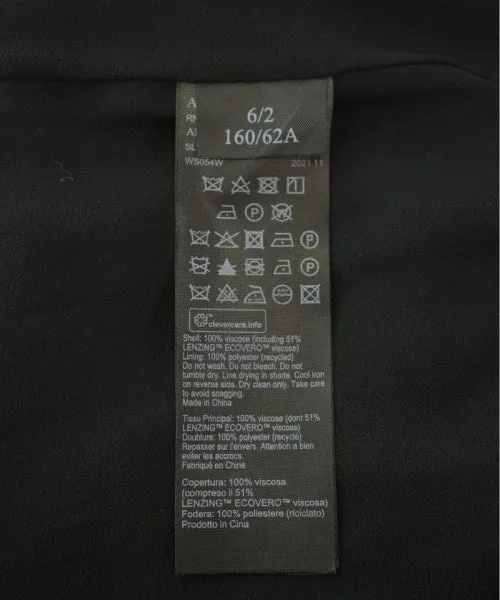 6/2
160/62A
A
RN
A
SL
WS054W 2021 11
clevercare.info
Shell: 100% viscose (including 51%
LENZING™ ECOVERO™ viscose)
Lining: 100% polyester (recycled)
Do not wash. Do not bleach. Do not
tumble dry. Line drying in shade. Cool iron
on reverse side. Dry clean only. Take care
to avoid snagging.
Made in China
Tissu Principal: 100% viscose (dont 51%
LENZING™ ECOVERO™ viscose)
Doublure: 100% polyester (recyclé)
Repasser sur l'envers. Attention a bien
eviter les accrocs.
Fabriqué en Chine
Copertura: 100% viscosa
(compreso il 51%
LENZING™ ECOVERO™ viscosa)
Fodera: 100% poliestere (riciclato)
Prodotto in Cina